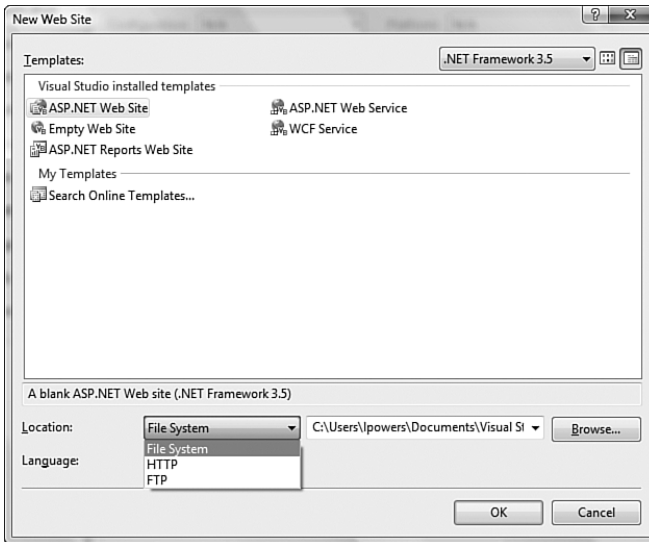 New Web Site
Templates:
.NET Framework 3.5
Visual Studio installed templates
ASP.NET Web Site
ASP.NET Web Service
Empty Web Site
WCF Service
ASP.NET Reports Web Site
My Templates
Search Online Templates...
A blank ASP.NET Web site (.NET Framework 3.5)
Location:
File System
C:\Users\lpowers\Documents\Visual
Browse...
File System
HTTP
FTP
Language:
OK
Cancel